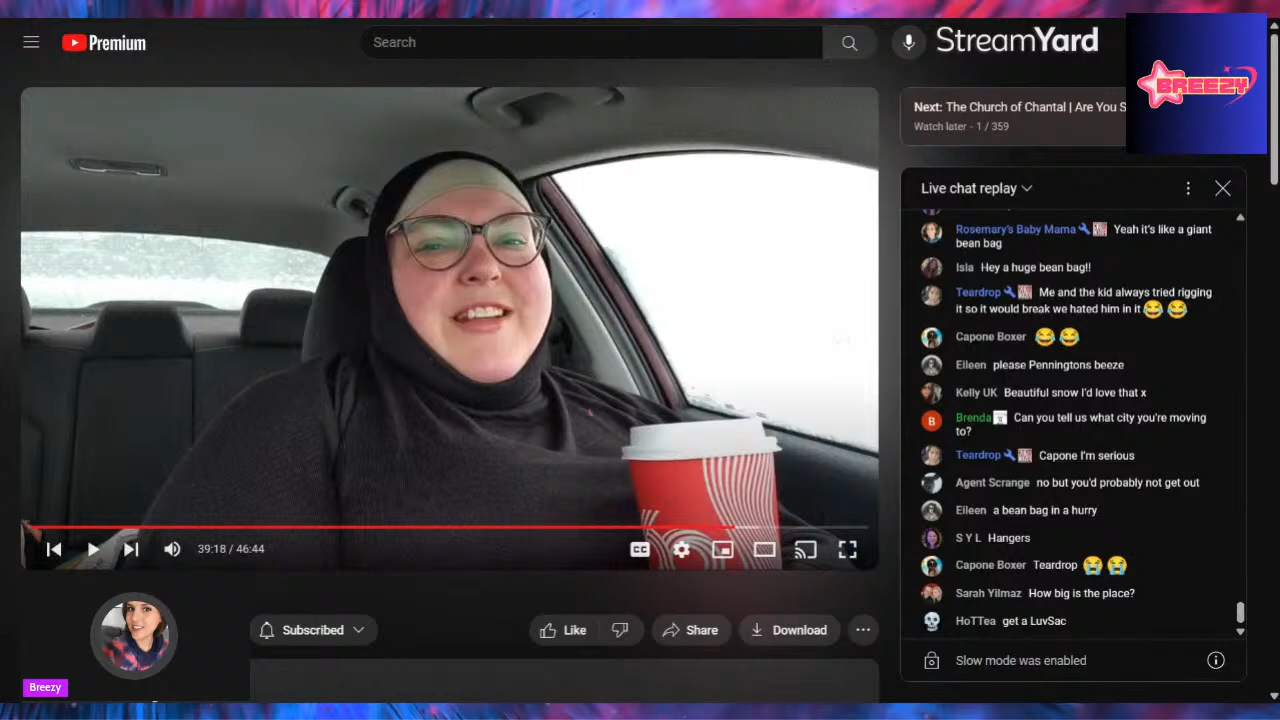 Premium
Search
StreamYard
BREEZY
Next: The Church of Chantal | Are You S
Watch later - 1 / 359
Live chat replay
Rosemary's Baby Mama Yeah it's like a giant
bean bag
Isla Hey a huge bean bag!!
Teardrop Me and the kid always tried rigging
it so it would break we hated him in it
Capone Boxer
Eileen please Penningtons beeze
Kelly UK Beautiful snow I'd love that x
B
Brenda Can you tell us what city you're moving
to?
Teardrop Capone I'm serious
Agent Scrange no but you'd probably not get out
Eileen a bean bag in a hurry
S Y L Hangers
Capone Boxer Teardrop
Sarah Yilmaz How big is the place?
HoTTea get a LuvSac
Slow mode was enabled
39:18 / 46:44
CC
Subscribed
Like
Share
Download
Breezy